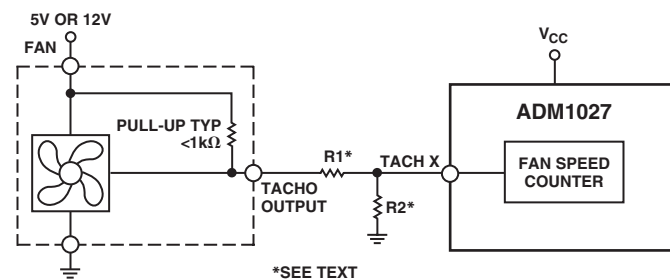 5V OR 12V
FAN
PULL-UP TYP
<1kΩ
TACHO
OUTPUT
R1*
TACH X
R2*
VCC
ADM1027
FAN SPEED
COUNTER
*SEE TEXT